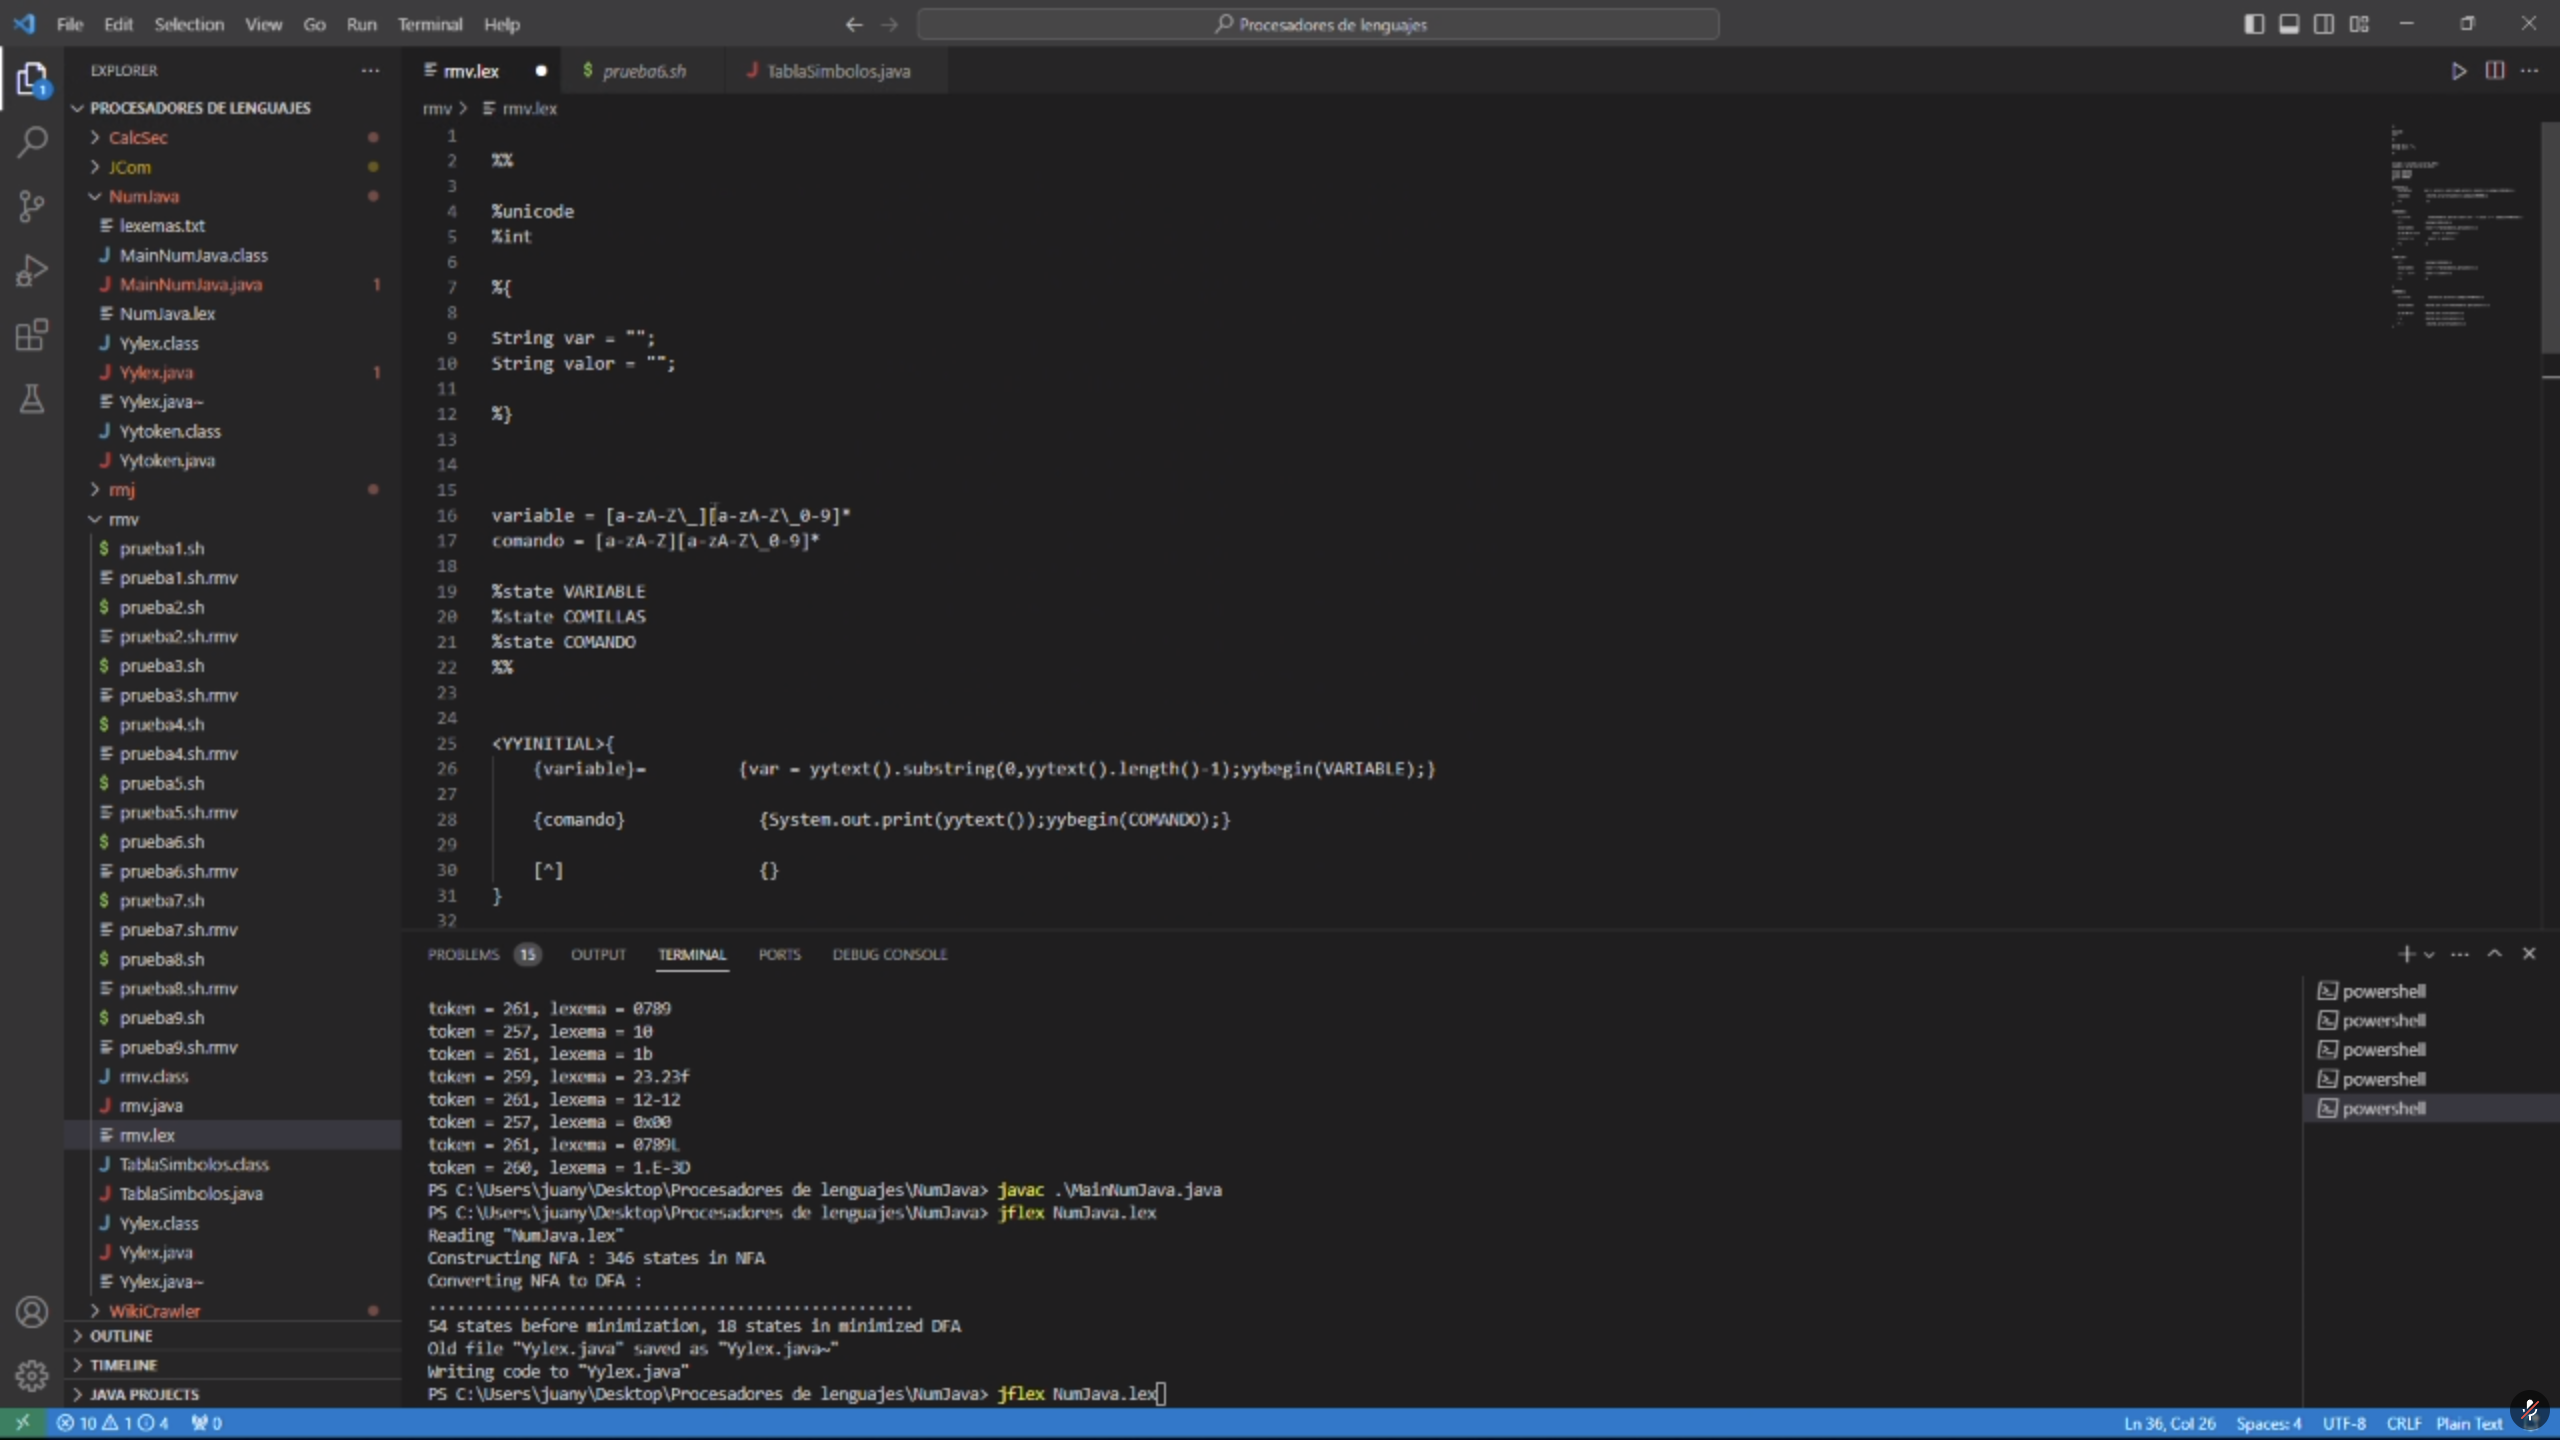 File Edit Selection View Go Run Terminal Help
Procesadores de lenguajes
EXPLORER
1
PROCESADORES DE LENGUAJES
CalcSec
JCom
NumJava
lexemas.txt
MainNumJava.class
MainNumJava.java 1
NumJava.lex
Yylex.class
Yylex.java 1
Yylex.java~
Yytoken.class
Yytoken.java
rmj
rmv
prueba1.sh
prueba1.sh.rmv
prueba2.sh
prueba2.sh.rmv
prueba3.sh
prueba3.sh.rmv
prueba4.sh
prueba4.sh.rmv
prueba5.sh
prueba5.sh.rmv
prueba6.sh
prueba6.sh.rmv
prueba7.sh
prueba7.sh.rmv
prueba8.sh
prueba8.sh.rmv
prueba9.sh
prueba9.sh.rmv
rmv.class
rmv.java
rmv.lex
TablaSimbolos.class
TablaSimbolos.java
Yylex.class
Yylex.java
Yylex.java~
WikiCrawler
OUTLINE
TIMELINE
JAVA PROJECTS
rmv.lex prueba6.sh TablaSimbolos.java
rmv > rmv.lex
1
2 %%
3
4 %unicode
5 %int
6
7 %{
8
9 String var = "";
10 String valor = "";
11
12 %}
13
14
15
16 variable = [a-zA-Z\_][a-zA-Z\_0-9]*
17 comando = [a-zA-Z][a-zA-Z\_0-9]*
18
19 %state VARIABLE
20 %state COMILLAS
21 %state COMANDO
22 %%
23
24
25 <YYINITIAL>{
26 {variable}= {var = yytext().substring(0,yytext().length()-1);yybegin(VARIABLE);}
27
28 {comando} {System.out.print(yytext());yybegin(COMANDO);}
29
30 [^] {}
31 }
32
PROBLEMS 15 OUTPUT TERMINAL PORTS DEBUG CONSOLE
token = 261, lexema = 0789
token = 257, lexema = 10
token = 261, lexema = 1b
token = 259, lexema = 23.23f
token = 261, lexema = 12-12
token = 257, lexema = 0x00
token = 261, lexema = 0789L
token = 260, lexema = 1.E-3D
PS C:\Users\juany\Desktop\Procesadores de lenguajes\NumJava> javac .\MainNumJava.java
PS C:\Users\juany\Desktop\Procesadores de lenguajes\NumJava> jflex NumJava.lex
Reading "NumJava.lex"
Constructing NFA : 346 states in NFA
Converting NFA to DFA :
....................................................
54 states before minimization, 18 states in minimized DFA
Old file "Yylex.java" saved as "Yylex.java~"
Writing code to "Yylex.java"
PS C:\Users\juany\Desktop\Procesadores de lenguajes\NumJava> jflex NumJava.lex
powershell
powershell
powershell
powershell
powershell
10 1 4 0
Ln 36, Col 26 Spaces: 4 UTF-8 CRLF Plain Text